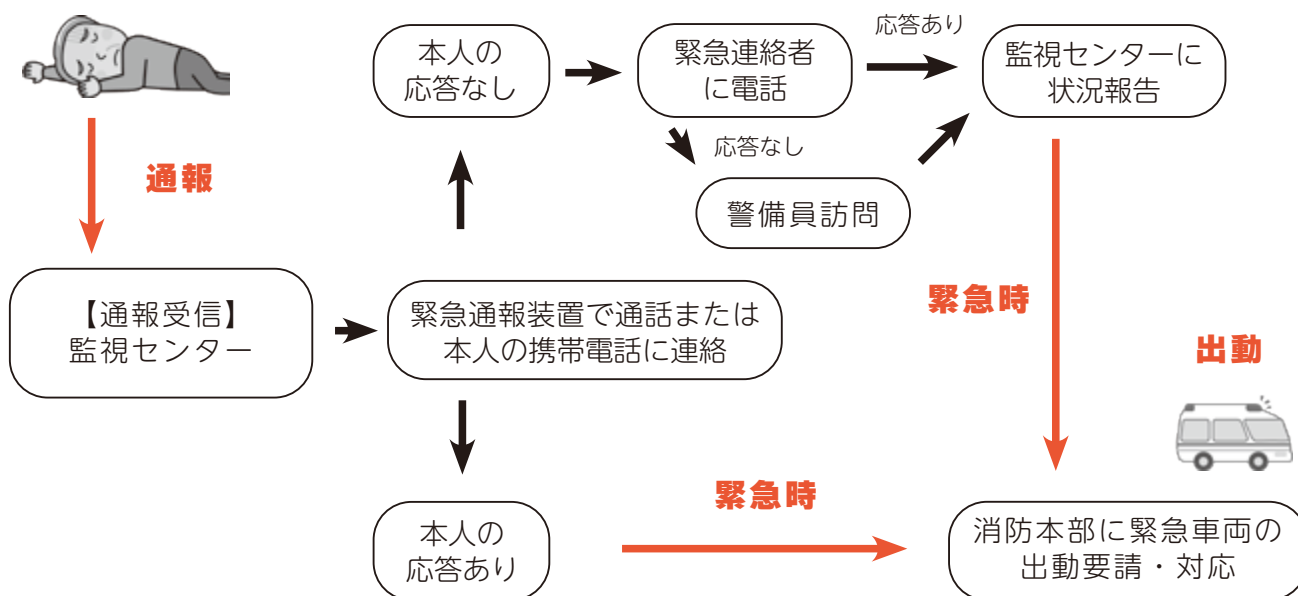 通報
【通報受信】
監視センター
緊急通報装置で通話または
本人の携帯電話に連絡
本人の
応答なし
緊急連絡者
に電話
応答あり
応答なし
警備員訪問
監視センターに
状況報告
緊急時
本人の
応答あり
緊急時
出動
消防本部に緊急車両の
出動要請・対応